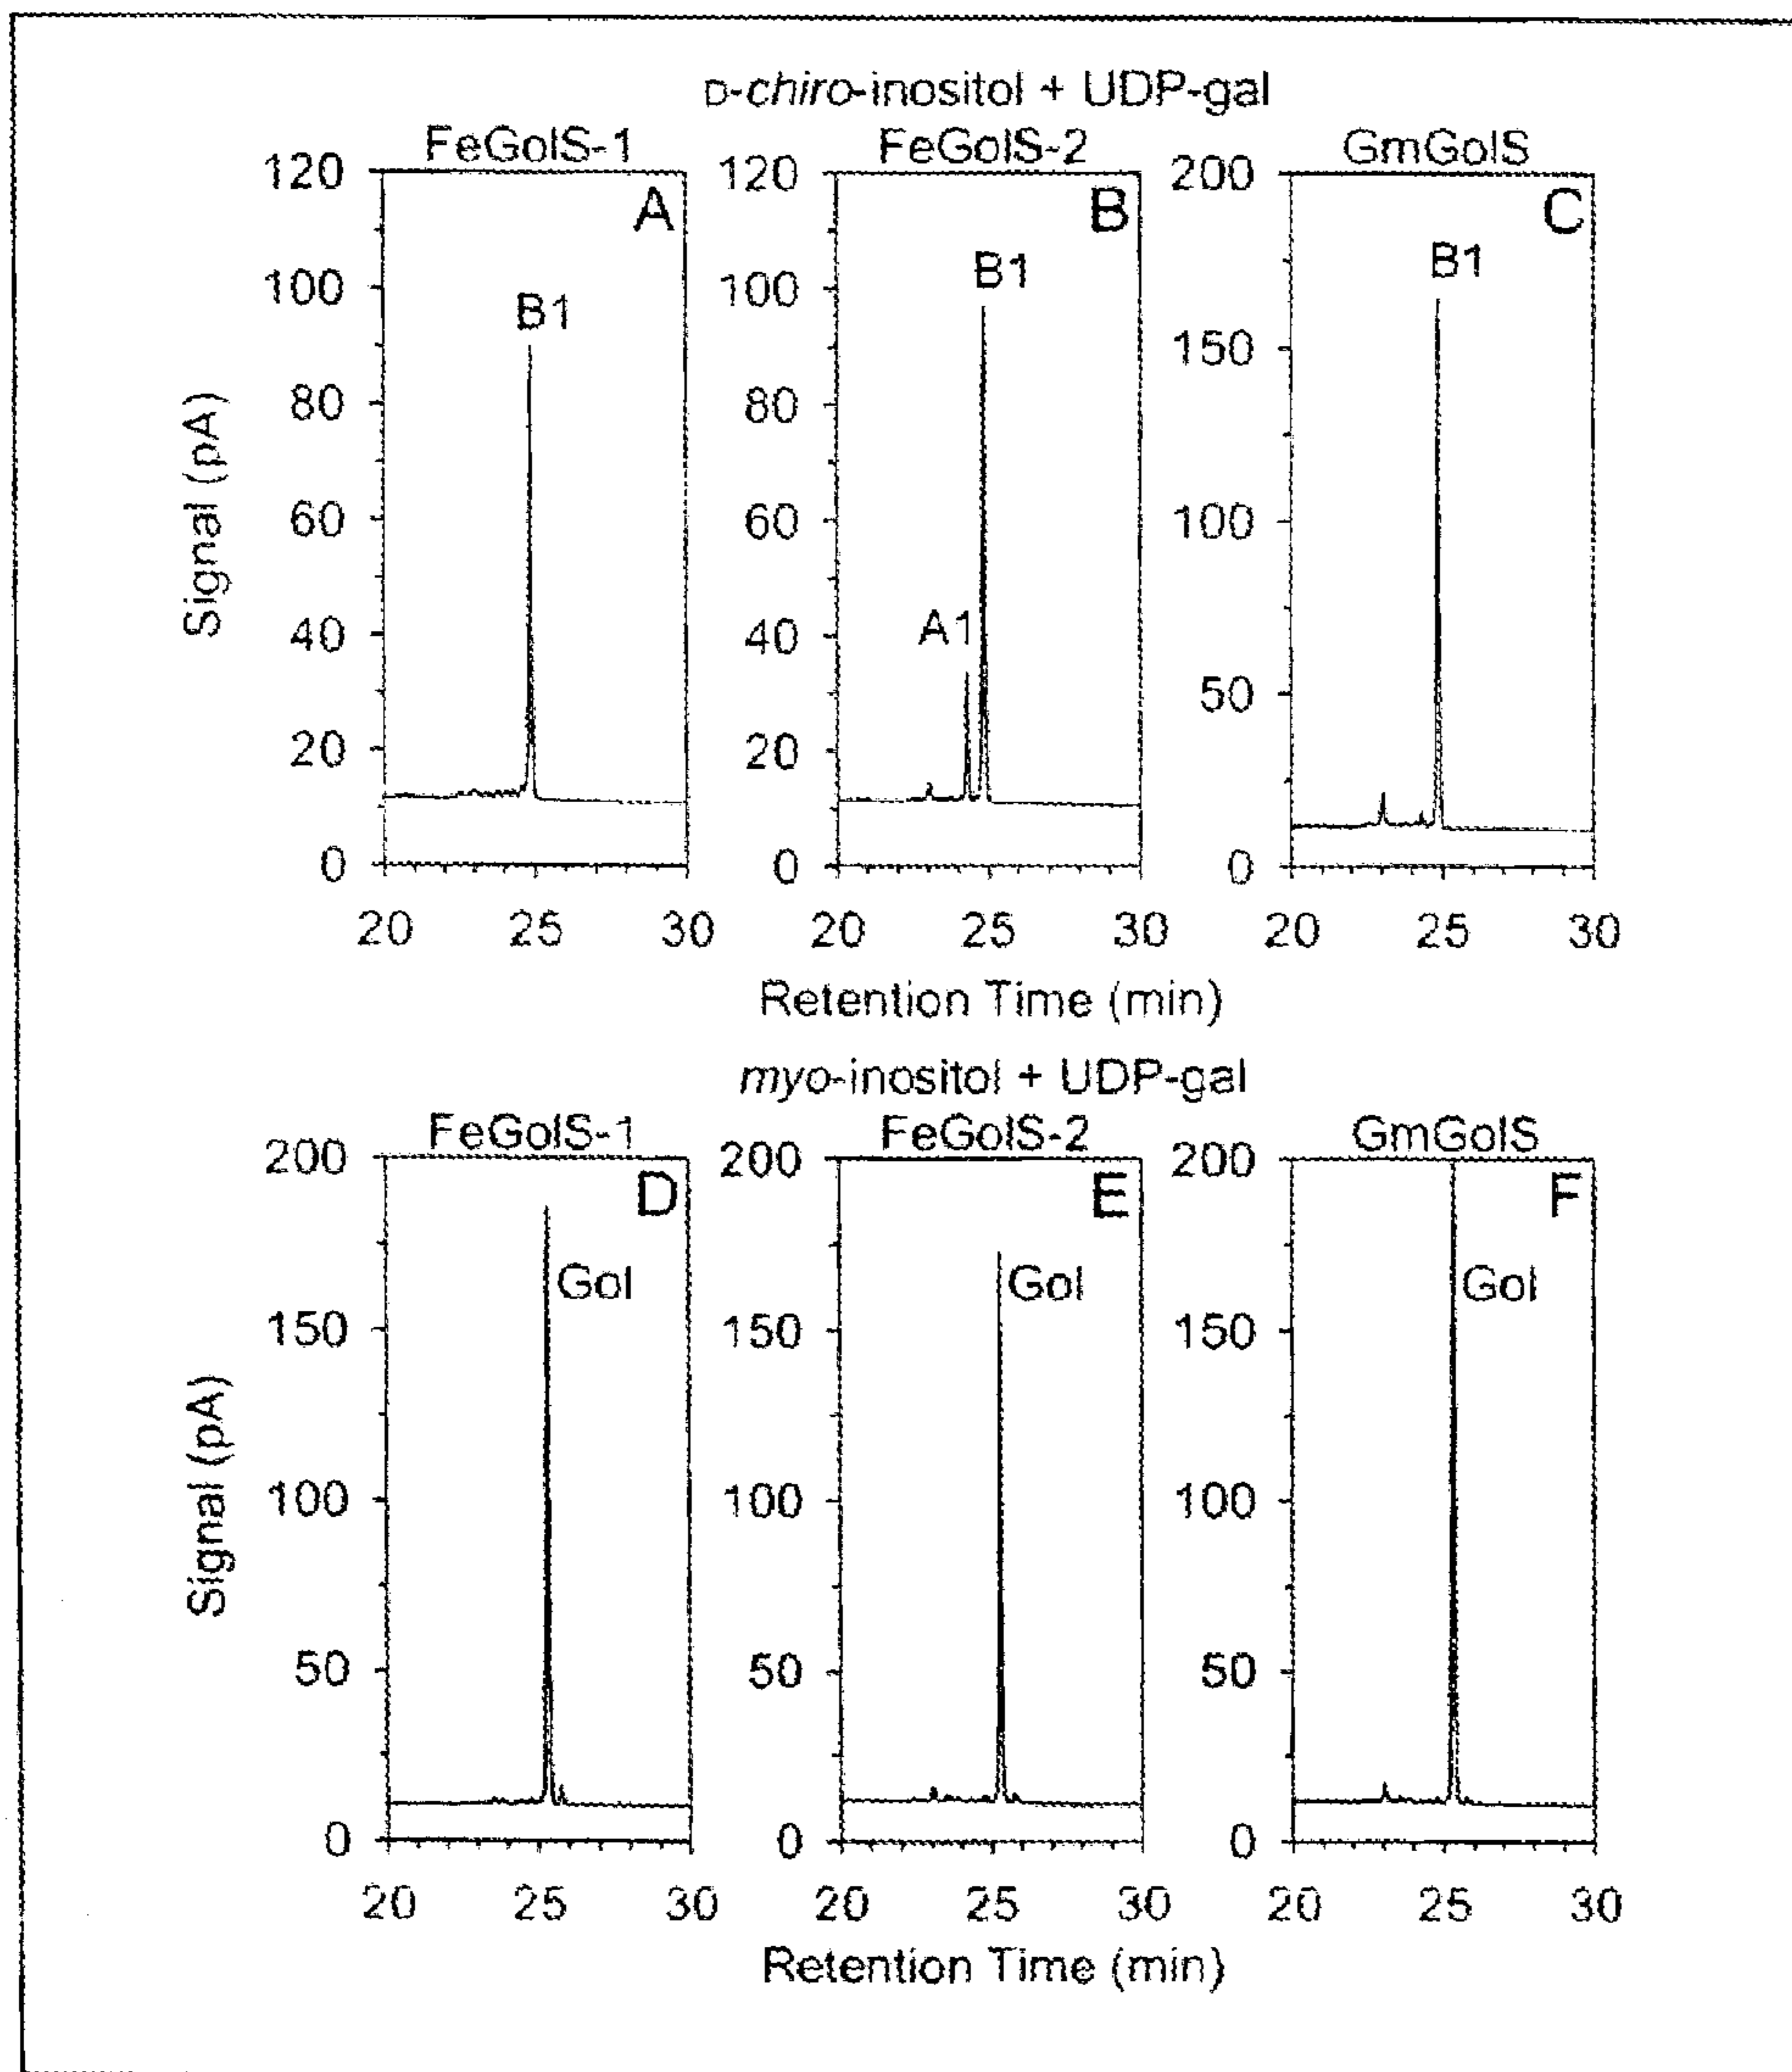 D-chiro-inositol + UDP-gal
FeGolS-1 FeGolS-2 GmGolS
120 120 200
A B C
B1 B1 B1
100 100
150
80 80
60 60 100
A1
40 40
50
20 20
0 0 0
20 25 30 20 25 30 20 25 30
Signal (pA)
Retention Time (min)
myo-inositol + UDP-gal
FeGolS-1 FeGolS-2 GmGolS
200 200 200
D E F
Gol Gol Gol
150 150 150
100 100 100
50 50 50
0 0 0
20 25 30 20 25 30 20 25 30
Signal (pA)
Retention Time (min)